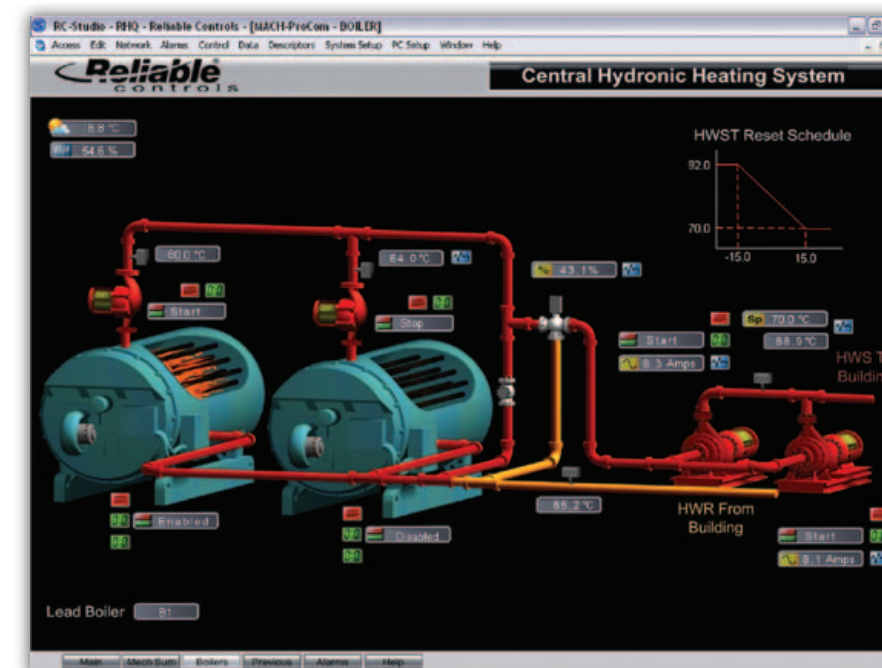 RC-Studio - RHQ - Reliable Controls - [MACH-ProCom - BOILER]
Access Edit Network Alarms Control Data Descriptors System Setup PC Setup Window Help
Reliable
controls
Central Hydronic Heating System
8.8 °C
54.6 %
HWST Reset Schedule
92.0
70.0
-15.0 15.0
80.0 °C
64.0 °C
% 43.1%
Start
Stop
Sp 70.0 °C
Start
68.9 °C
8.3 Amps
HWS T
Buildin
65.2 °C
HWR From
Building
Enabled
Disabled
Start
8.1 Amps
Lead Boiler B1
Main Mech Sum Boilers Previous Alarms Help